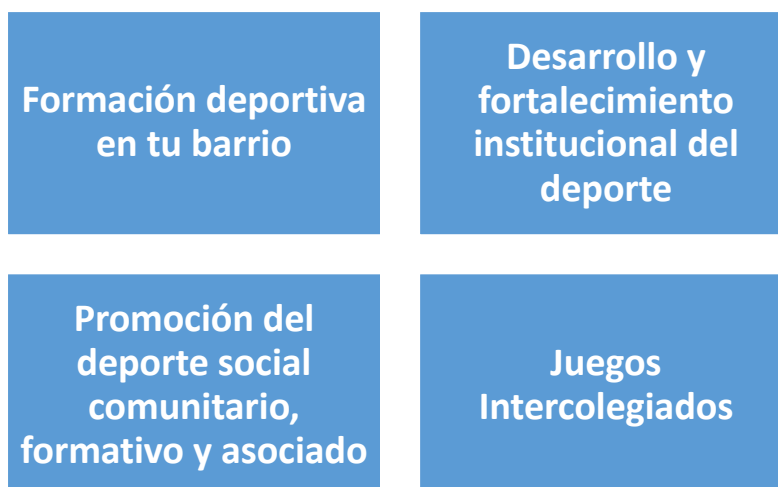 Formación deportiva
en tu barrio
Desarrollo y
fortalecimiento
institucional del
deporte
Promoción del
deporte social
comunitario,
formativo y asociado
Juegos
Intercolegiados